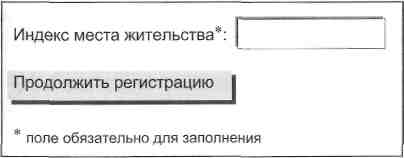 Индекс места жительства*:
Продолжить регистрацию
* поле обязательно для заполнения